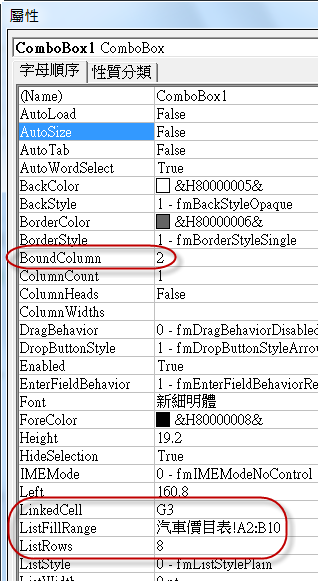 屬性
ComboBox1 ComboBox
字母順序 性質分類
(Name) ComboBox1
AutoLoad False
AutoSize False
AutoTab False
AutoWordSelect True
BackColor &H80000005&
BackStyle 1 - fmBackStyleOpaque
BorderColor &H80000006&
BorderStyle 1 - fmBorderStyleSingle
BoundColumn 2
ColumnCount 1
ColumnHeads False
ColumnWidths
DragBehavior 0 - fmDragBehaviorDisabled
DropButtonStyle 1 - fmDropButtonStyleArrow
Enabled True
EnterFieldBehavior 1 - fmEnterFieldBehaviorRe
Font 新細明體
ForeColor &H80000008&
Height 19.2
HideSelection True
IMEMode 0 - fmIMEModeNoControl
Left 160.8
LinkedCell G3
ListFillRange 汽車價目表!A2:B10
ListRows 8
ListStyle 0 - fmListStylePlain